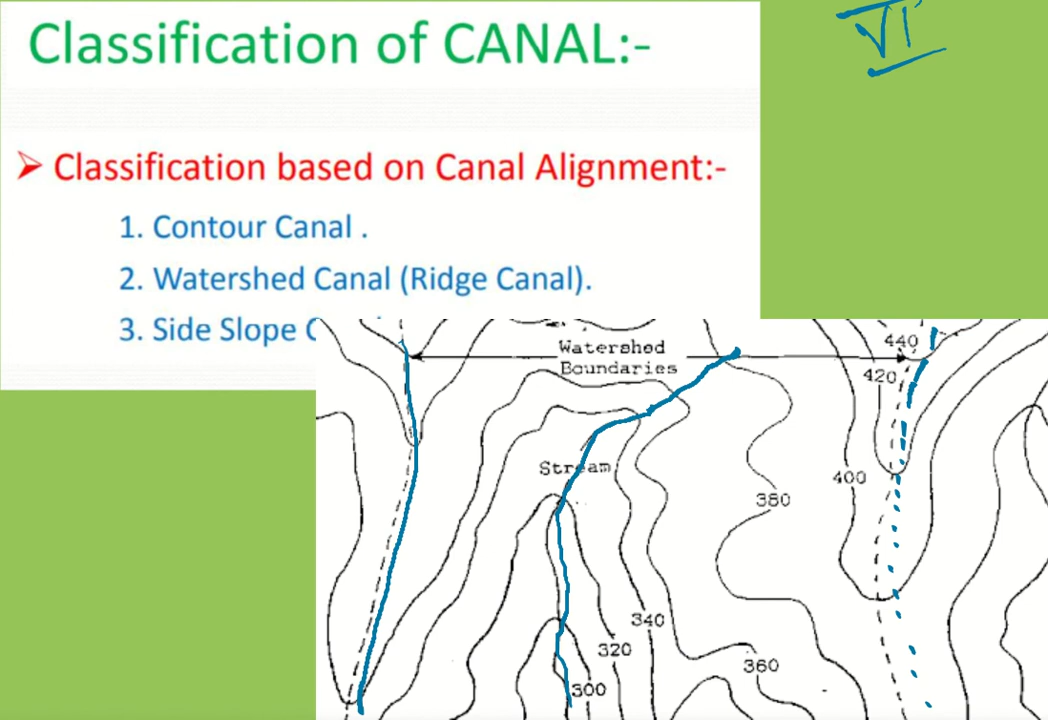 Classification of CANAL:-
VI
➤ Classification based on Canal Alignment:-
1. Contour Canal .
2. Watershed Canal (Ridge Canal).
3. Side Slope C
Watershed
Boundaries
440
420
Stream
400
380
340
320
360
300